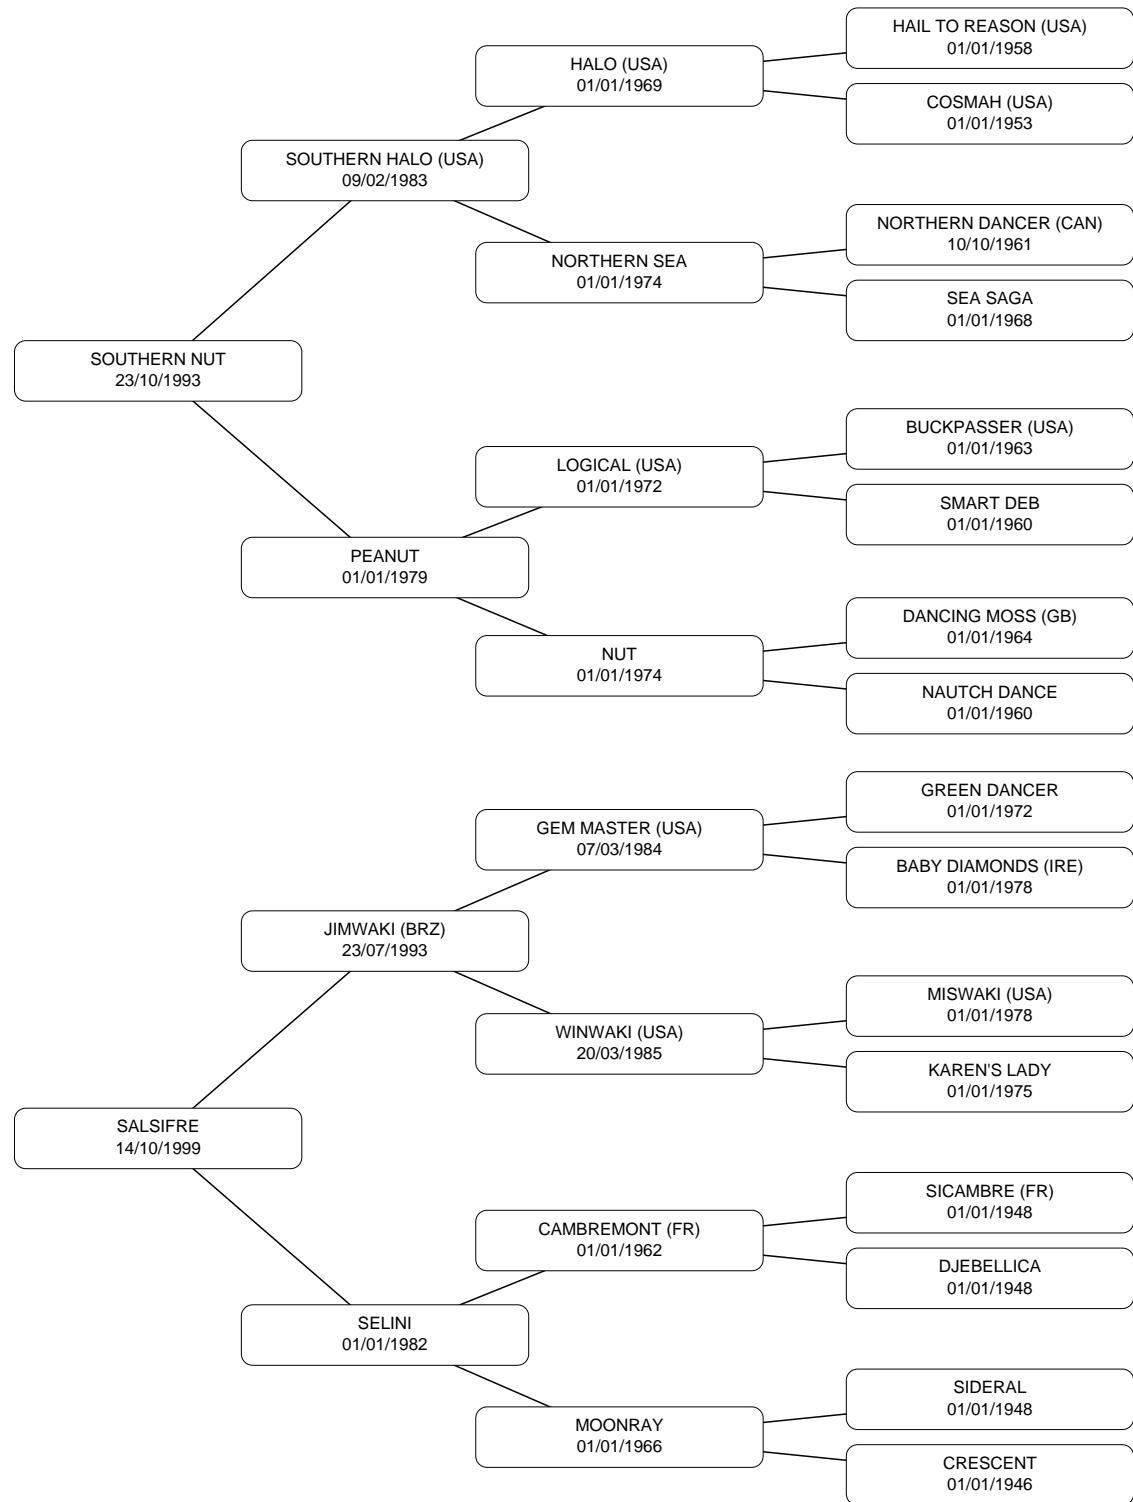 HAIL TO REASON (USA)
01/01/1958
HALO (USA)
01/01/1969
COSMAH (USA)
01/01/1953
SOUTHERN HALO (USA)
09/02/1983
NORTHERN DANCER (CAN)
10/10/1961
NORTHERN SEA
01/01/1974
SEA SAGA
01/01/1968
SOUTHERN NUT
23/10/1993
BUCKPASSER (USA)
01/01/1963
LOGICAL (USA)
01/01/1972
SMART DEB
01/01/1960
PEANUT
01/01/1979
DANCING MOSS (GB)
01/01/1964
NUT
01/01/1974
NAUTCH DANCE
01/01/1960
GREEN DANCER
01/01/1972
GEM MASTER (USA)
07/03/1984
BABY DIAMONDS (IRE)
01/01/1978
JIMWAKI (BRZ)
23/07/1993
MISWAKI (USA)
01/01/1978
WINWAKI (USA)
20/03/1985
KAREN'S LADY
01/01/1975
SALSIFRE
14/10/1999
SICAMBRE (FR)
01/01/1948
CAMBREMONT (FR)
01/01/1962
DJEBELLICA
01/01/1948
SELINI
01/01/1982
SIDERAL
01/01/1948
MOONRAY
01/01/1966
CRESCENT
01/01/1946